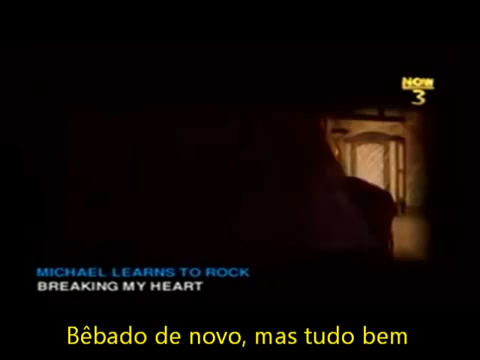 NOW
3
MICHAEL LEARNS TO ROCK
BREAKING MY HEART
Bêbado de novo, mas tudo bem